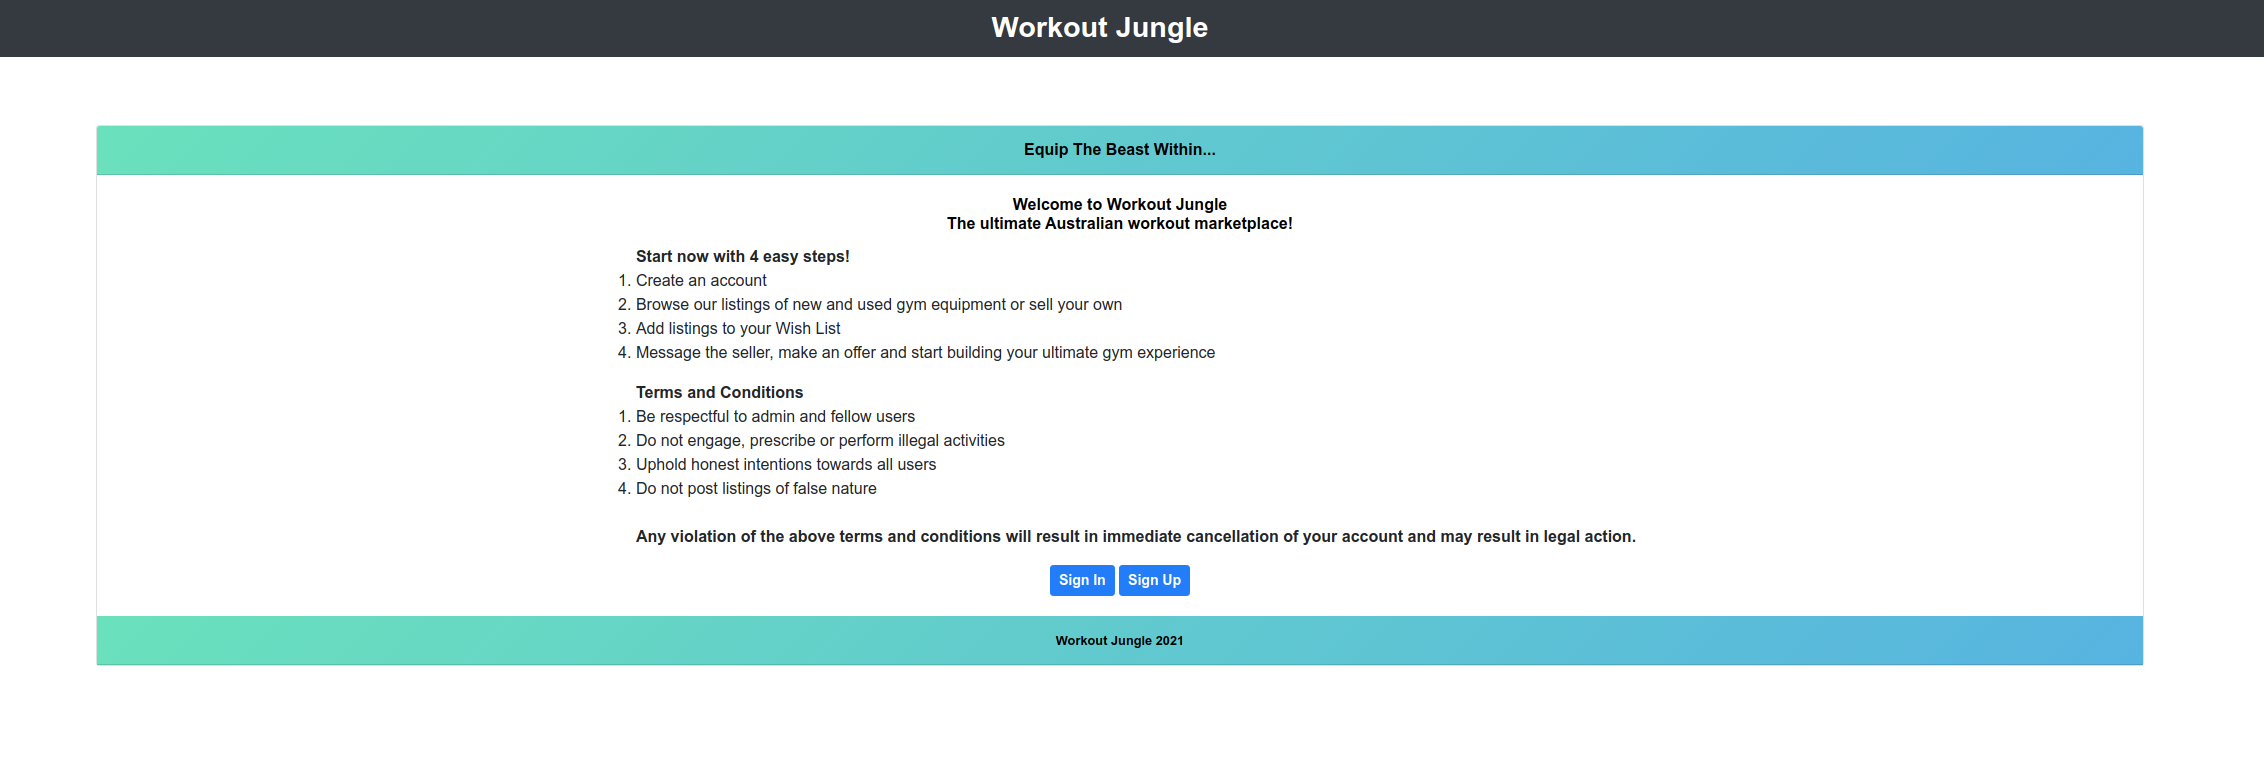 Workout Jungle
Equip The Beast Within...
Welcome to Workout Jungle
The ultimate Australian workout marketplace!
Start now with 4 easy steps!
1. Create an account
2. Browse our listings of new and used gym equipment or sell your own
3. Add listings to your Wish List
4. Message the seller, make an offer and start building your ultimate gym experience
Terms and Conditions
1. Be respectful to admin and fellow users
2. Do not engage, prescribe or perform illegal activities
3. Uphold honest intentions towards all users
4. Do not post listings of false nature
Any violation of the above terms and conditions will result in immediate cancellation of your account and may result in legal action.
Sign In Sign Up
Workout Jungle 2021